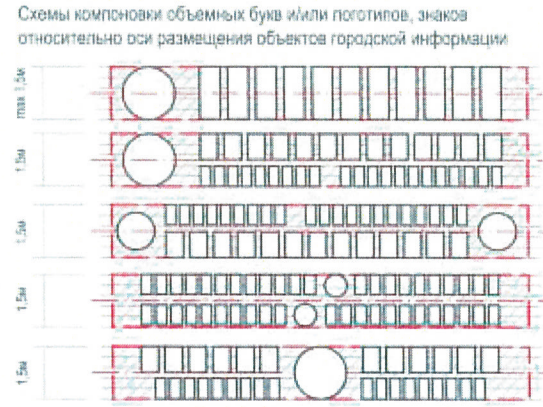 Схемы компоновки объемных букв и/или логотипов, знаков
относительно оси размещения объектов городской информации
max 1,5м
1,5м
1,5м
1,5м
1,5м